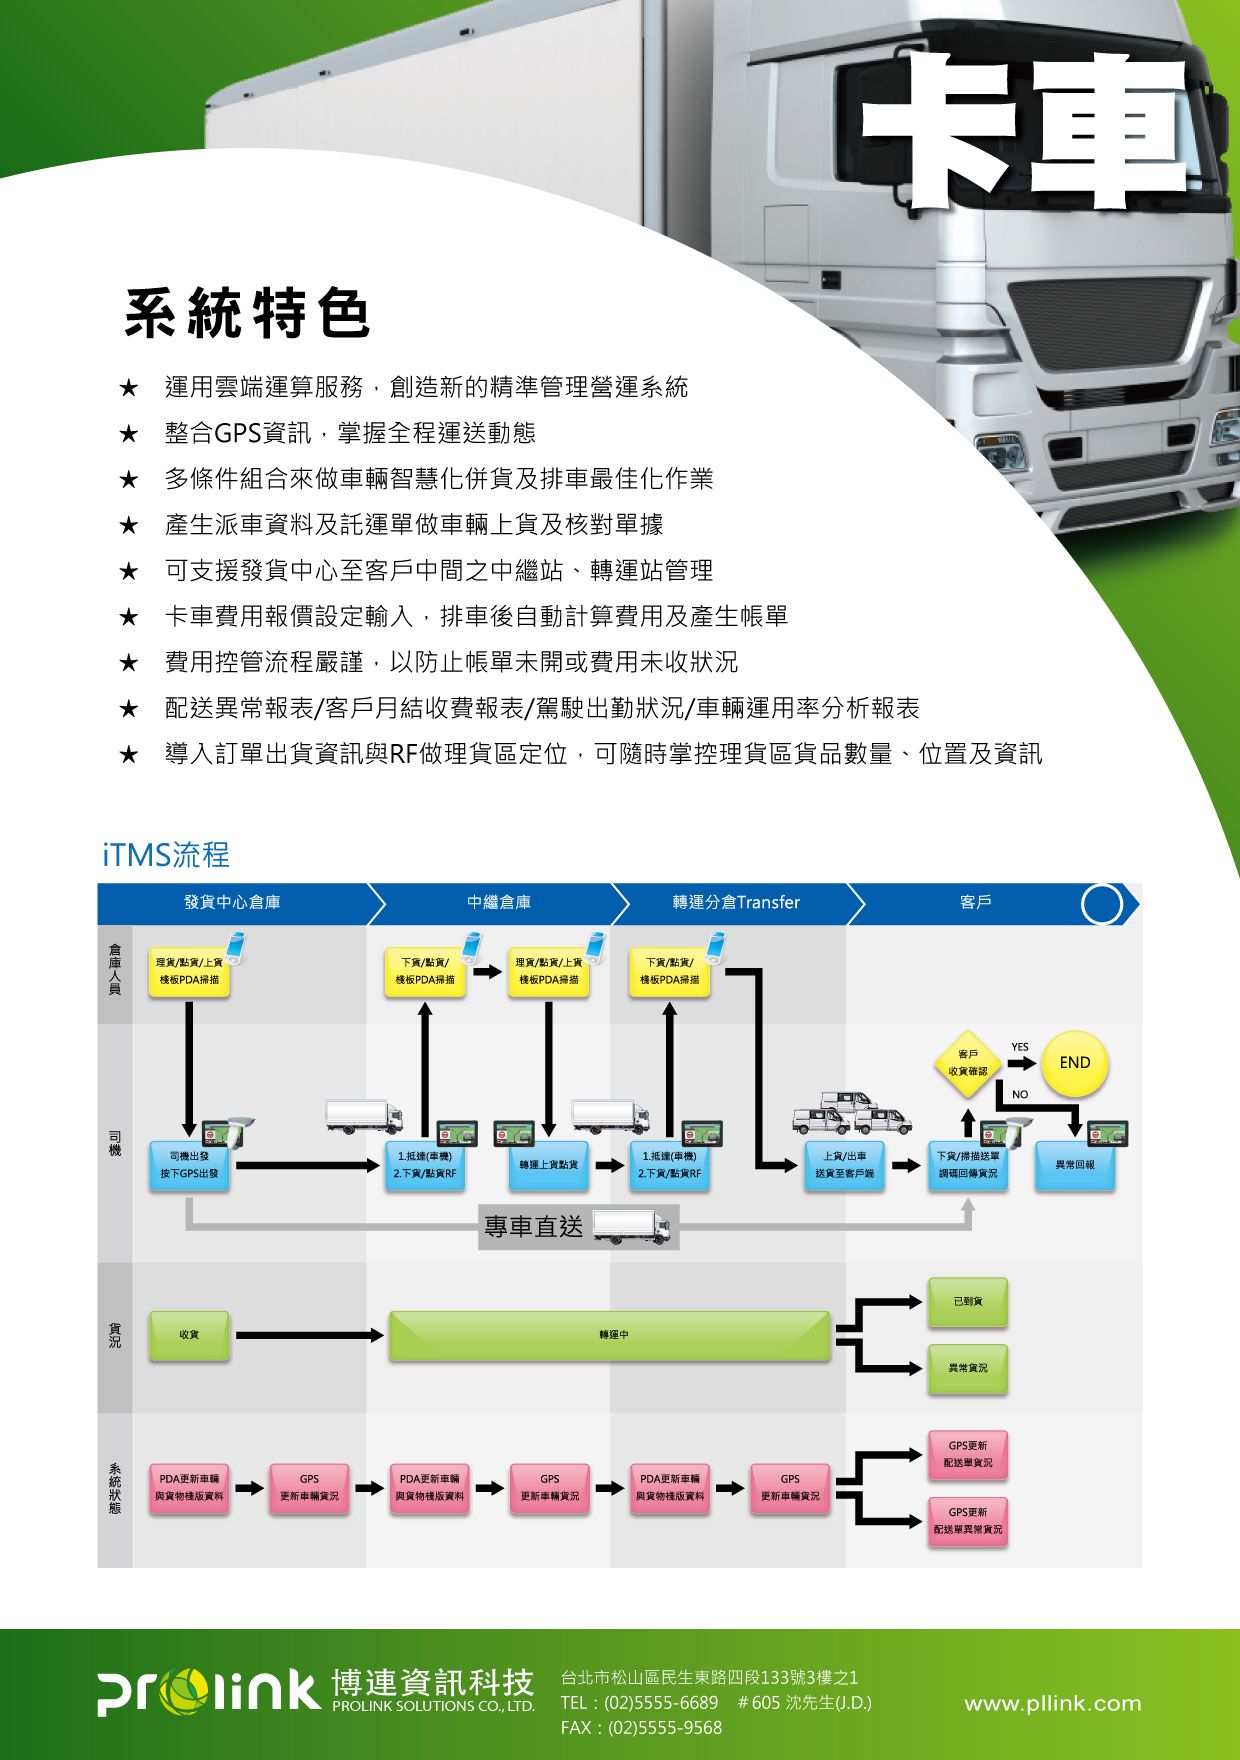 卡車
系統特色
★ 運用雲端運算服務，創造新的精準管理營運系統
★ 整合GPS資訊，掌握全程運送動態
★ 多條件組合來做車輛智慧化併貨及排車最佳化作業
★ 產生派車資料及託運單做車輛上貨及核對單據
★ 可支援發貨中心至客戶中間之中繼站、轉運站管理
★ 卡車費用報價設定輸入，排車後自動計算費用及產生帳單
★ 費用控管流程嚴謹，以防止帳單未開或費用未收狀況
★ 配送異常報表/客戶月結收費報表/駕駛出勤狀況/車輛運用率分析報表
★ 導入訂單出貨資訊與RF做理貨區定位，可隨時掌控理貨區貨品數量、位置及資訊
iTMS流程
發貨中心倉庫
中繼倉庫
轉運分倉Transfer
客戶
倉庫人員
理貨/點貨/上貨
棧板PDA掃描
下貨/點貨/
棧板PDA掃描
理貨/點貨/上貨
棧板PDA掃描
下貨/點貨/
棧板PDA掃描
司機
客戶
收貨確認
YES
END
NO
司機出發
按下GPS出發
1.抵達(車機)
2.下貨/點貨RF
轉運上貨點貨
1.抵達(車機)
2.下貨/點貨RF
上貨/出車
送貨至客戶端
下貨/掃描送單
調碼回傳貨況
異常回報
專車直送
貨況
收貨
轉運中
已到貨
異常貨況
系統狀態
PDA更新車輛
與貨物棧版資料
GPS
更新車輛貨況
PDA更新車輛
與貨物棧版資料
GPS
更新車輛貨況
PDA更新車輛
與貨物棧版資料
GPS
更新車輛貨況
GPS更新
配送單貨況
GPS更新
配送單異常貨況
prolink 博連資訊科技
PROLINK SOLUTIONS CO., LTD.
台北市松山區民生東路四段133號3樓之1
TEL：(02)5555-6689 ＃605 沈先生(J.D.)
FAX：(02)5555-9568
www.pllink.com